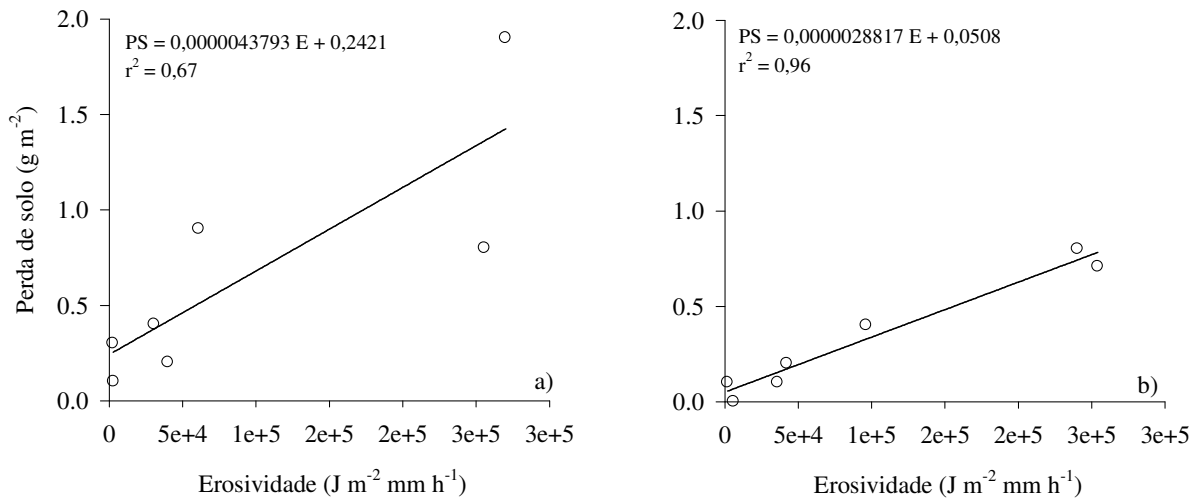 PS = 0,0000043793 E + 0,2421
r² = 0,67
Perda de solo (g m⁻²)
2.0
1.5
1.0
0.5
0.0
0 5e+4 1e+5 2e+5 2e+5 3e+5 3e+5
a)
Erosividade (J m⁻² mm h⁻¹)
PS = 0,0000028817 E + 0,0508
r² = 0,96
2.0
1.5
1.0
0.5
0.0
0 5e+4 1e+5 2e+5 2e+5 3e+5 3e+5
b)
Erosividade (J m⁻² mm h⁻¹)